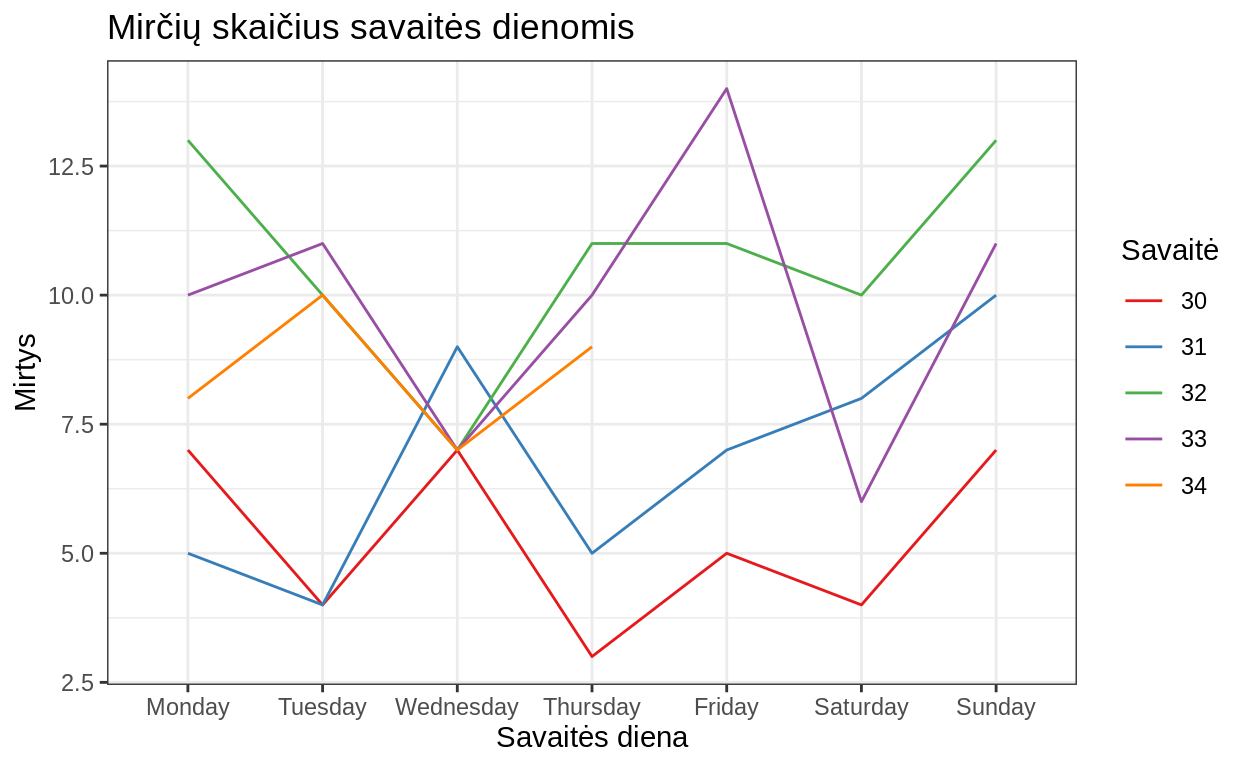 Mirčių skaičius savaitės dienomis
Mirtys
12.5
10.0
7.5
5.0
2.5
Monday Tuesday Wednesday Thursday Friday Saturday Sunday
Savaitės diena
Savaitė
30
31
32
33
34